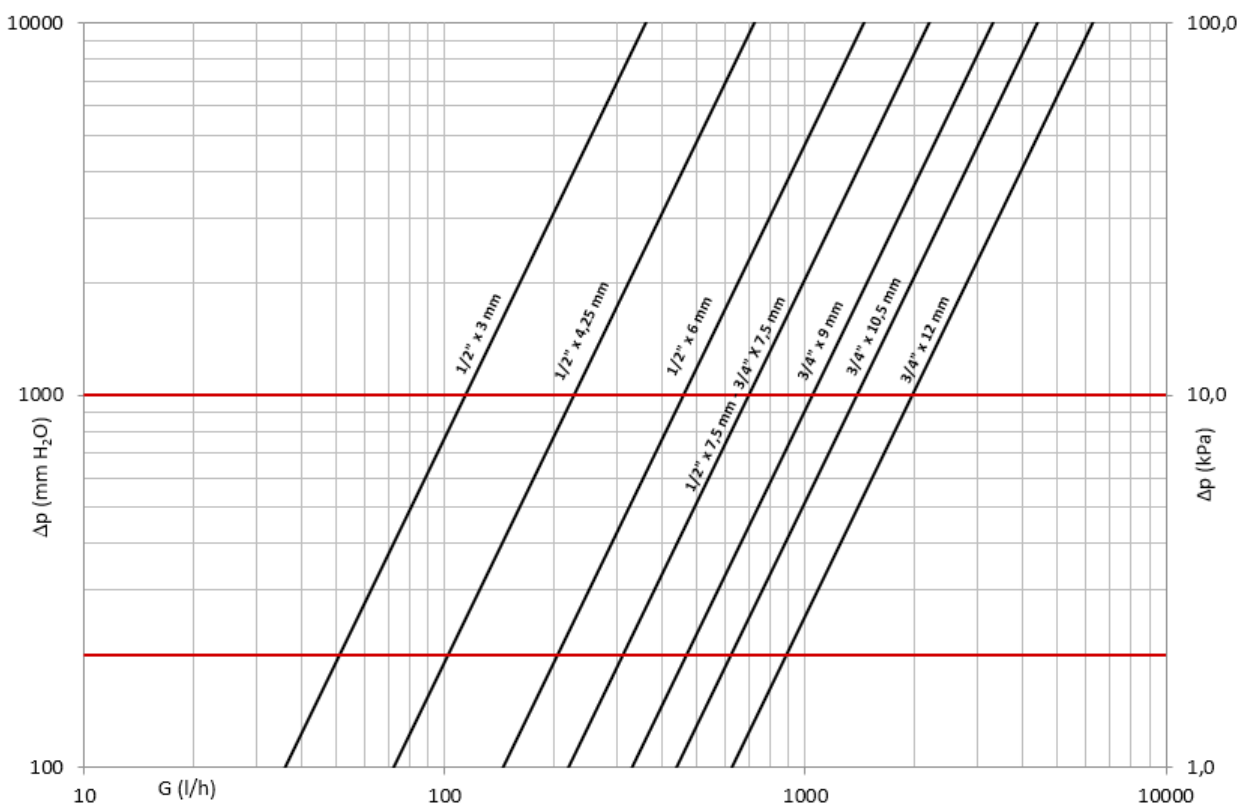 10000
100,0
1/2" x 3 mm
1/2" x 4,25 mm
1/2" x 6 mm
1/2" x 7,5 mm - 3/4" X 7,5 mm
3/4" x 9 mm
3/4" x 10,5 mm
3/4" x 12 mm
1000
10,0
Δp (mm H₂O)
Δp (kPa)
100
1,0
10
G (l/h)
100
1000
10000